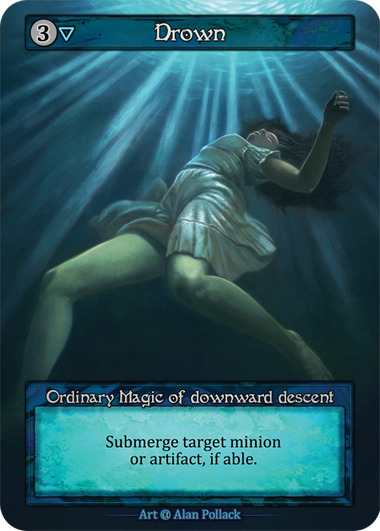 3 Drown
Ordinary Magic of downward descent
Submerge target minion
or artifact, if able.
Art @ Alan Pollack